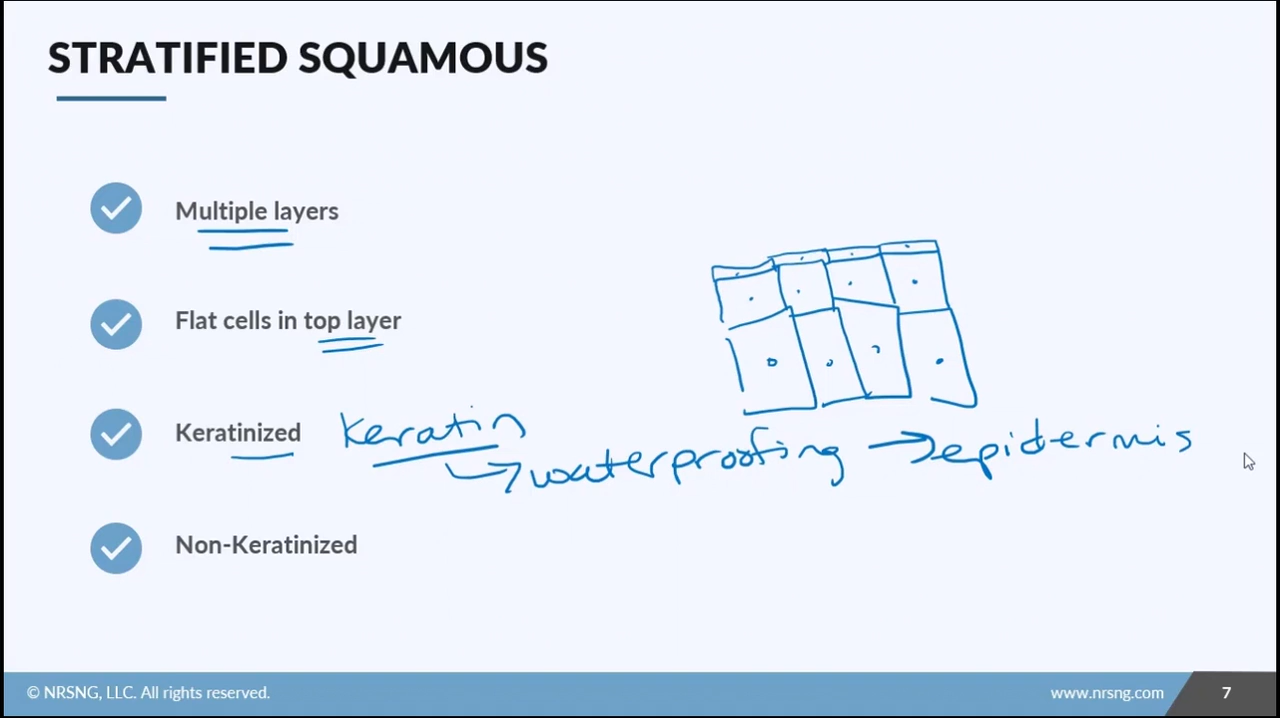 STRATIFIED SQUAMOUS
Multiple layers
Flat cells in top layer
Keratinized Keratin
waterproofing → epidermis
Non-Keratinized
© NRSNG, LLC. All rights reserved. www.nrsng.com 7